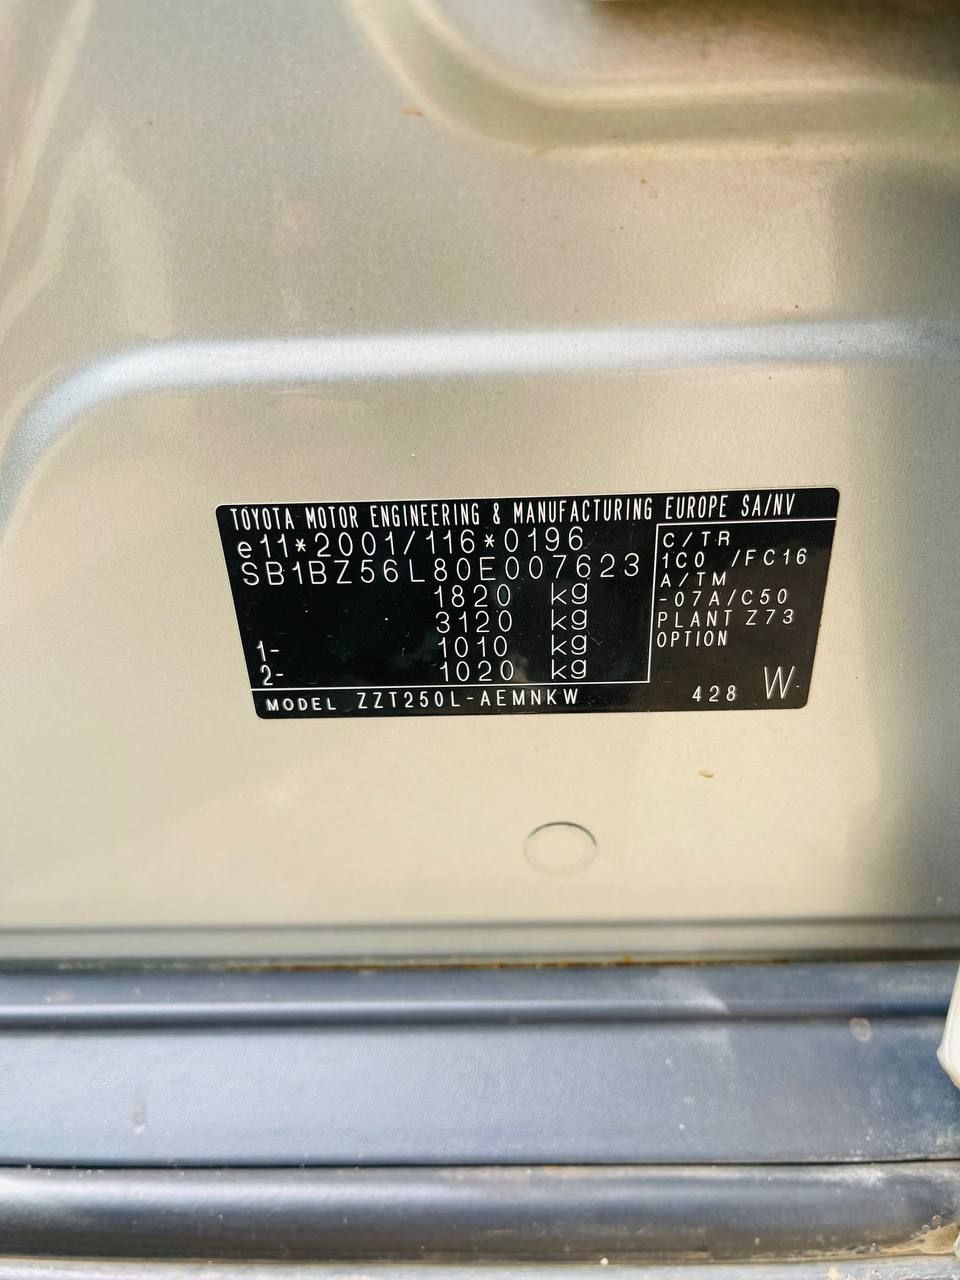 TOYOTA MOTOR ENGINEERING & MANUFACTURING EUROPE SA/NV
e11*2001/116*0196
SB1BZ56L80E007623
1820 kg
3120 kg
1- 1010 kg
2- 1020 kg
MODEL ZZT250L-AEMNKW
C/TR
1C0 /FC16
A/TM
-07A/C50
PLANT Z73
OPTION
428 W